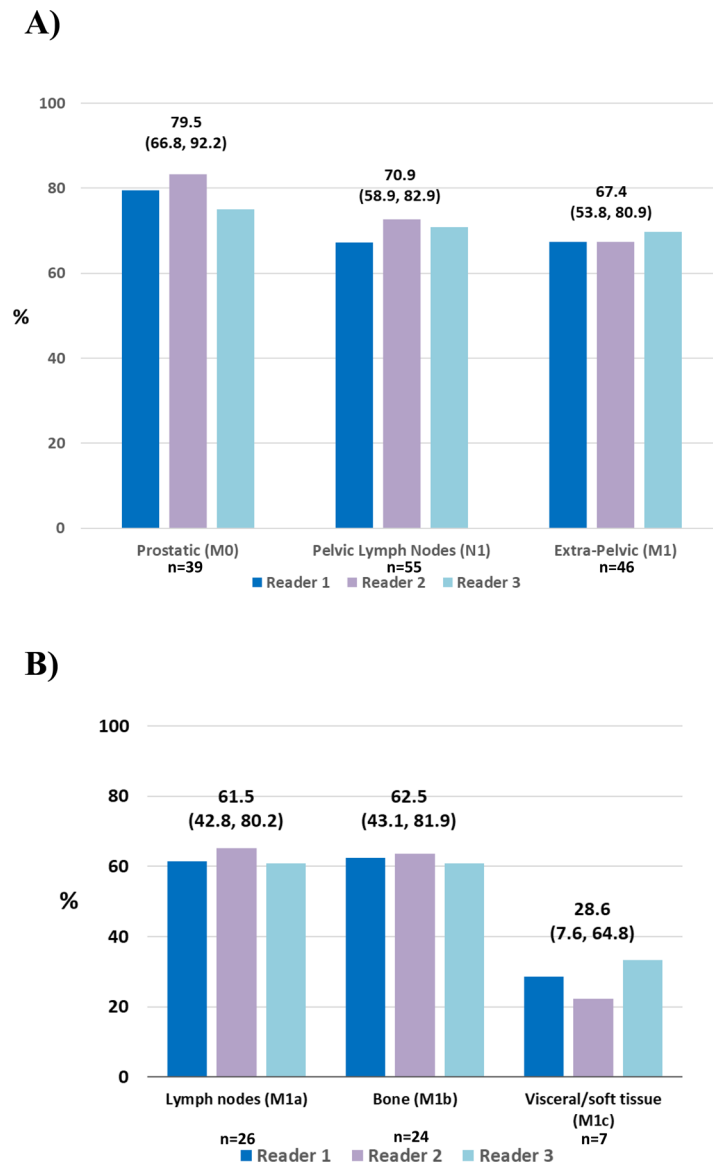 A)
100
80
60
40
20
0
%
79.5
(66.8, 92.2)
70.9
(58.9, 82.9)
67.4
(53.8, 80.9)
Prostatic (M0)
n=39
Pelvic Lymph Nodes (N1)
n=55
Extra-Pelvic (M1)
n=46
Reader 1 Reader 2 Reader 3
B)
100
80
60
40
20
0
%
61.5
(42.8, 80.2)
62.5
(43.1, 81.9)
28.6
(7.6, 64.8)
Lymph nodes (M1a)
n=26
Bone (M1b)
n=24
Visceral/soft tissue
(M1c)
n=7
Reader 1 Reader 2 Reader 3